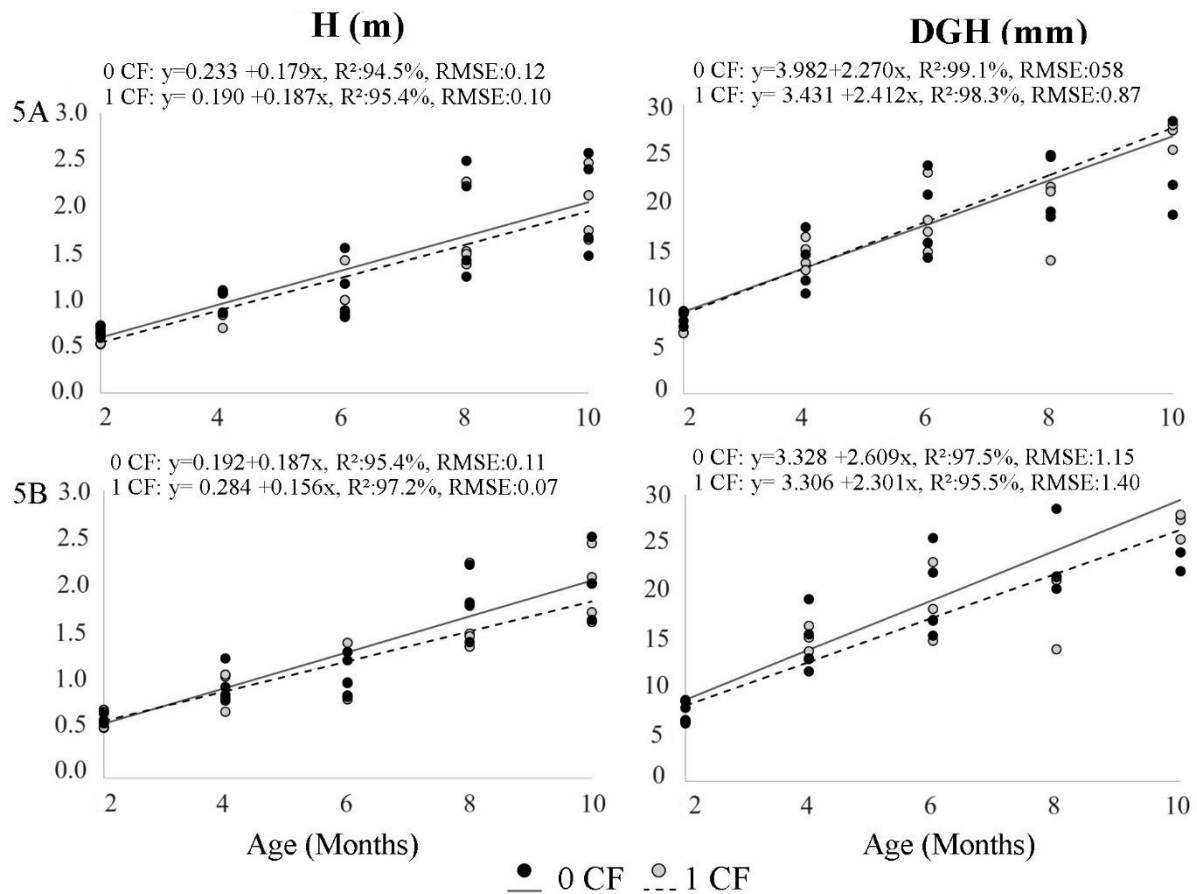 H (m)
DGH (mm)
0 CF: y=0.233 +0.179x, R²:94.5%, RMSE:0.12
1 CF: y= 0.190 +0.187x, R²:95.4%, RMSE:0.10
0 CF: y=3.982+2.270x, R²:99.1%, RMSE:058
1 CF: y= 3.431 +2.412x, R²:98.3%, RMSE:0.87
5A
3.0
2.5
2.0
1.5
1.0
0.5
0.0
2 4 6 8 10
30
25
20
15
10
5
0
2 4 6 8 10
0 CF: y=0.192+0.187x, R²:95.4%, RMSE:0.11
1 CF: y= 0.284 +0.156x, R²:97.2%, RMSE:0.07
0 CF: y=3.328 +2.609x, R²:97.5%, RMSE:1.15
1 CF: y= 3.306 +2.301x, R²:95.5%, RMSE:1.40
5B
3.0
2.5
2.0
1.5
1.0
0.5
0.0
2 4 6 8 10
Age (Months)
30
25
20
15
10
5
0
2 4 6 8 10
Age (Months)
0 CF 1 CF